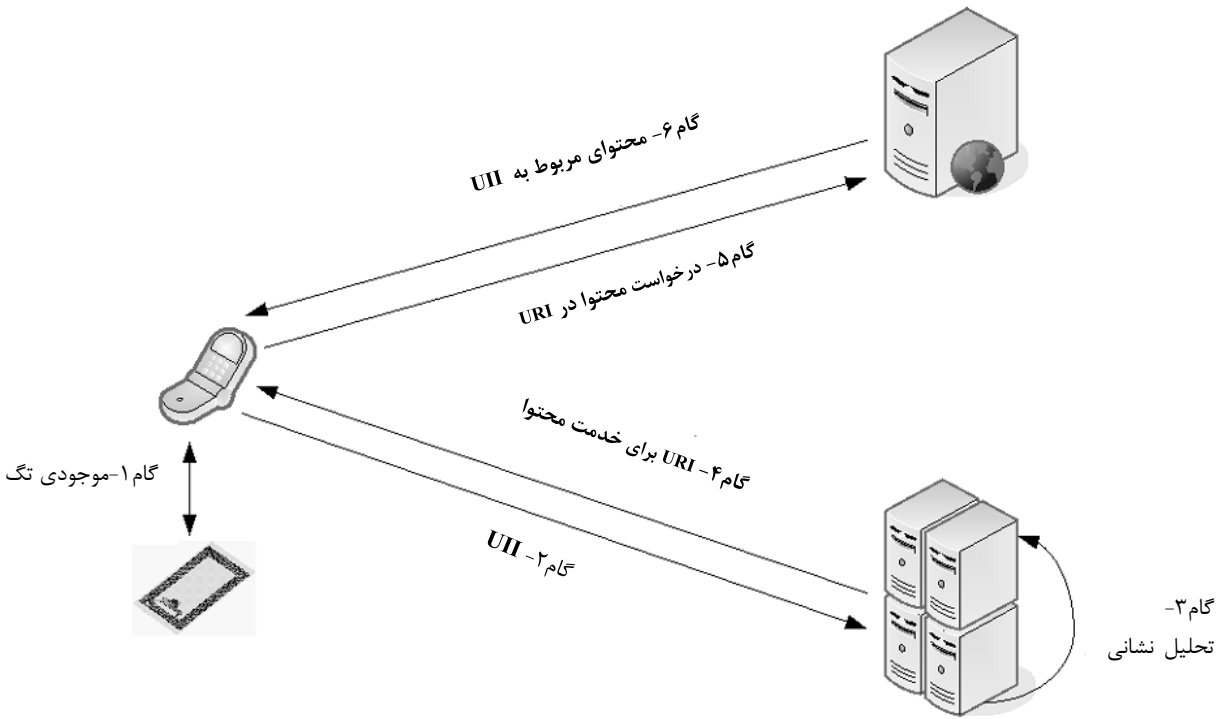 گام۶- محتوای مربوط به UII
گام۵- درخواست محتوا در URI
گام۴- URI برای خدمت محتوا
گام۱-موجودی تگ
گام۲- UII
گام۳-
تحلیل نشانی